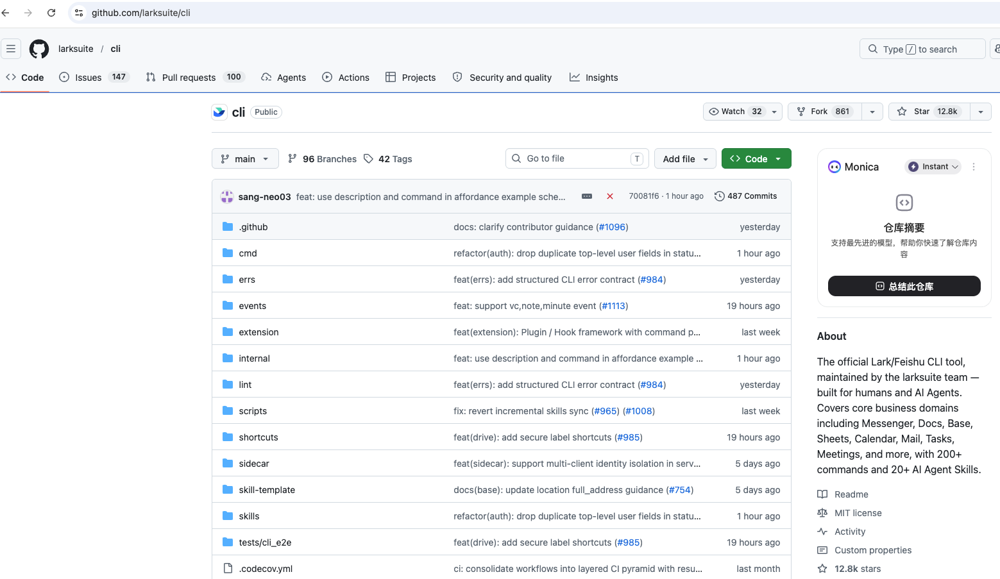 github.com/larksuite/cli
larksuite / cli
Type / to search
Code
Issues 147
Pull requests 100
Agents
Actions
Projects
Security and quality
Insights
cli Public
Watch 32
Fork 861
Star 12.8k
main
96 Branches
42 Tags
Go to file T
Add file
Code
sang-neo03 feat: use description and command in affordance example sche... 70081f6 · 1 hour ago 487 Commits
.github docs: clarify contributor guidance (#1096) yesterday
cmd refactor(auth): drop duplicate top-level user fields in statu... 1 hour ago
errs feat(errs): add structured CLI error contract (#984) yesterday
events feat: support vc,note,minute event (#1113) 19 hours ago
extension feat(extension): Plugin / Hook framework with command p... last week
internal feat: use description and command in affordance example ... 1 hour ago
lint feat(errs): add structured CLI error contract (#984) yesterday
scripts fix: revert incremental skills sync (#965) (#1008) last week
shortcuts feat(drive): add secure label shortcuts (#985) 19 hours ago
sidecar feat(sidecar): support multi-client identity isolation in serv... 5 days ago
skill-template docs(base): update location full_address guidance (#754) 5 days ago
skills refactor(auth): drop duplicate top-level user fields in statu... 1 hour ago
tests/cli_e2e feat(drive): add secure label shortcuts (#985) 19 hours ago
.codecov.yml ci: consolidate workflows into layered CI pyramid with resu... last month
Monica Instant
仓库摘要
支持最先进的模型，帮助你快速了解仓库内
容
总结此仓库
About
The official Lark/Feishu CLI tool,
maintained by the larksuite team —
built for humans and AI Agents.
Covers core business domains
including Messenger, Docs, Base,
Sheets, Calendar, Mail, Tasks,
Meetings, and more, with 200+
commands and 20+ AI Agent Skills.
Readme
MIT license
Activity
Custom properties
12.8k stars